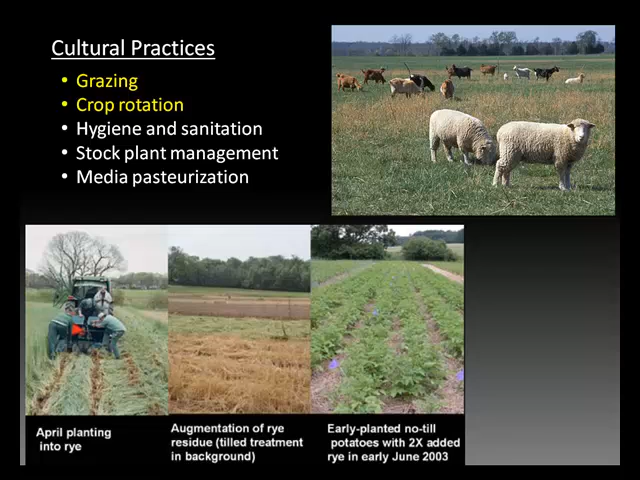 Cultural Practices
• Grazing
• Crop rotation
• Hygiene and sanitation
• Stock plant management
• Media pasteurization
April planting
into rye
Augmentation of rye
residue (tilled treatment
in background)
Early-planted no-till
potatoes with 2X added
rye in early June 2003